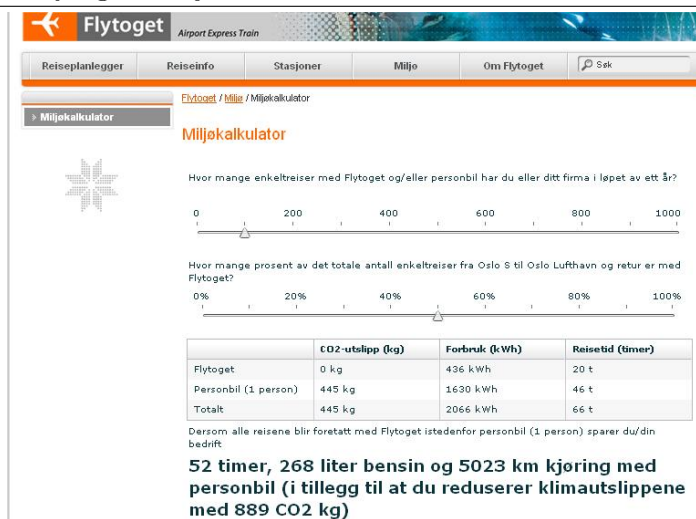 Flytoget Airport Express Train
Reiseplanlegger Reiseinfo Stasjoner Miljø Om Flytoget Søk
Flytoget / Miljø / Miljøkalkulator
Miljøkalkulator
Miljøkalkulator
Hvor mange enkeltreiser med Flytoget og/eller personbil har du eller ditt firma i løpet av ett år?
0 200 400 600 800 1000
Hvor mange prosent av det totale antall enkeltreiser fra Oslo S til Oslo Lufthavn og retur er med
Flytoget?
0% 20% 40% 60% 80% 100%
CO2-utslipp (kg) Forbruk (kWh) Reisetid (timer)
Flytoget 0 kg 436 kWh 20 t
Personbil (1 person) 445 kg 1630 kWh 46 t
Totalt 445 kg 2066 kWh 66 t
Dersom alle reisene blir foretatt med Flytoget istedenfor personbil (1 person) sparer du/din
bedrift
52 timer, 268 liter bensin og 5023 km kjøring med
personbil (i tillegg til at du reduserer klimautslippene
med 889 CO2 kg)